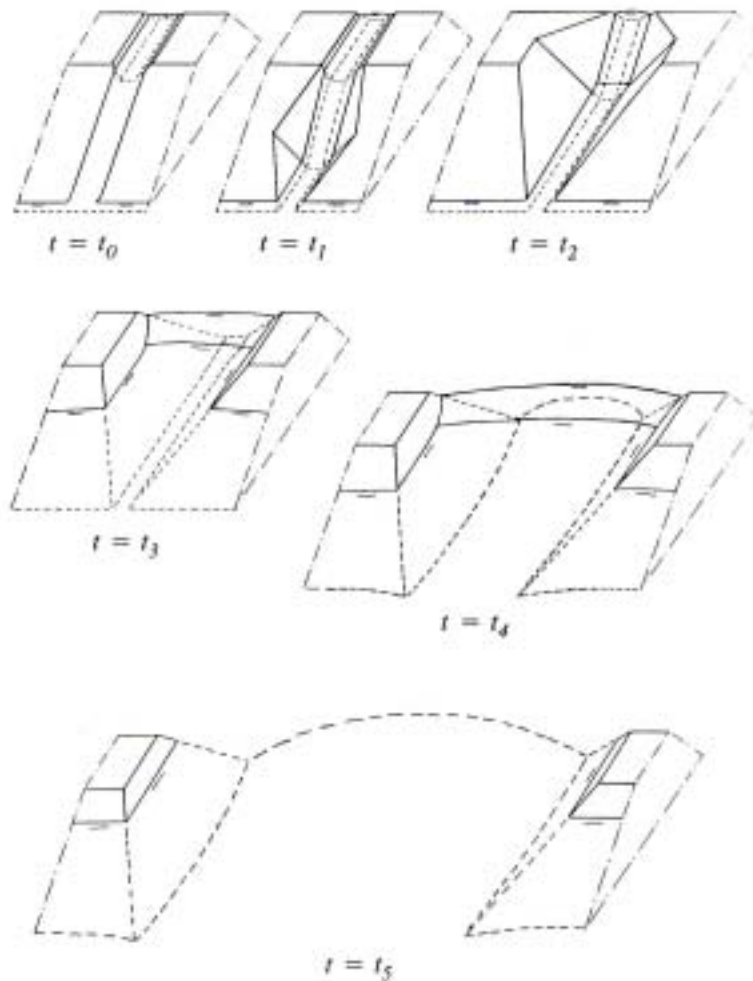 t = t₀
t = t₁
t = t₂
t = t₃
t = t₄
t = t₅